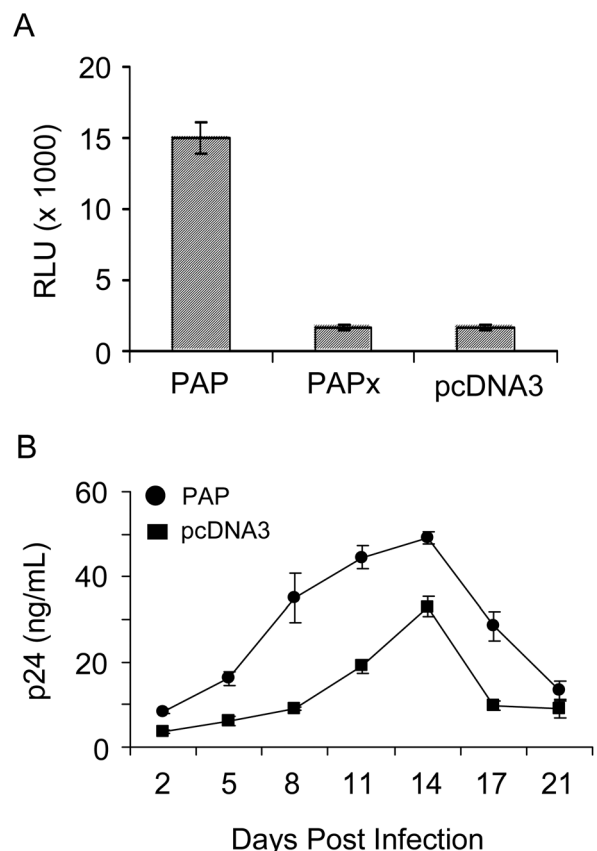 A
20
15
10
5
0
RLU (x 1000)
PAP PAPx pcDNA3
B
60
40
20
0
p24 (ng/mL)
PAP
pcDNA3
2 5 8 11 14 17 21
Days Post Infection